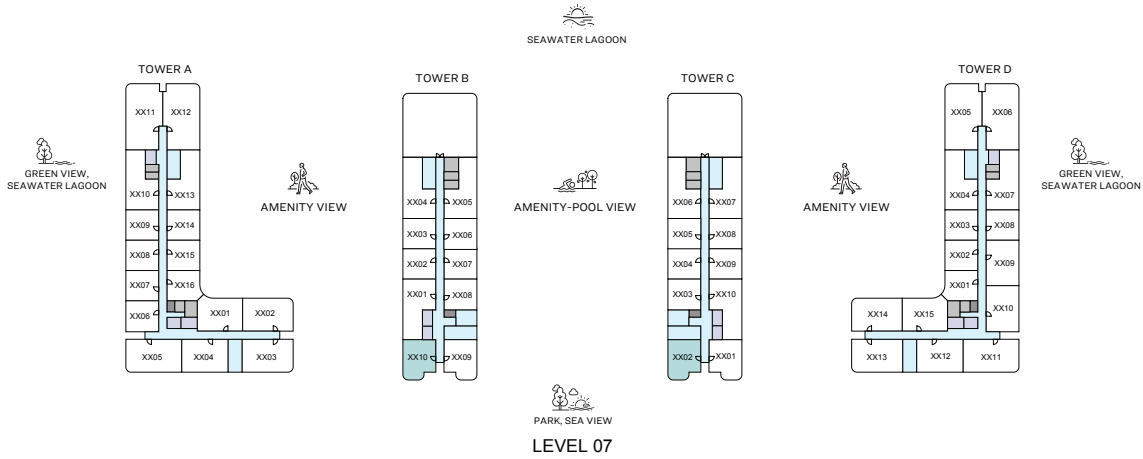 SEAWATER LAGOON
TOWER A
TOWER B
TOWER C
TOWER D
XX11 XX12
XX05 XX06
GREEN VIEW,
SEAWATER LAGOON
GREEN VIEW,
SEAWATER LAGOON
AMENITY VIEW
AMENITY-POOL VIEW
AMENITY VIEW
XX10 XX13
XX04 XX05
XX06 XX07
XX04 XX07
XX09 XX14
XX03 XX06
XX05 XX08
XX03 XX08
XX08 XX15
XX02 XX07
XX04 XX09
XX02 XX09
XX07 XX16
XX01 XX08
XX03 XX10
XX01 XX10
XX06 XX01 XX02
XX14 XX15
XX05 XX04 XX03
XX10 XX09
XX02 XX01
XX13 XX12 XX11
PARK, SEA VIEW
LEVEL 07